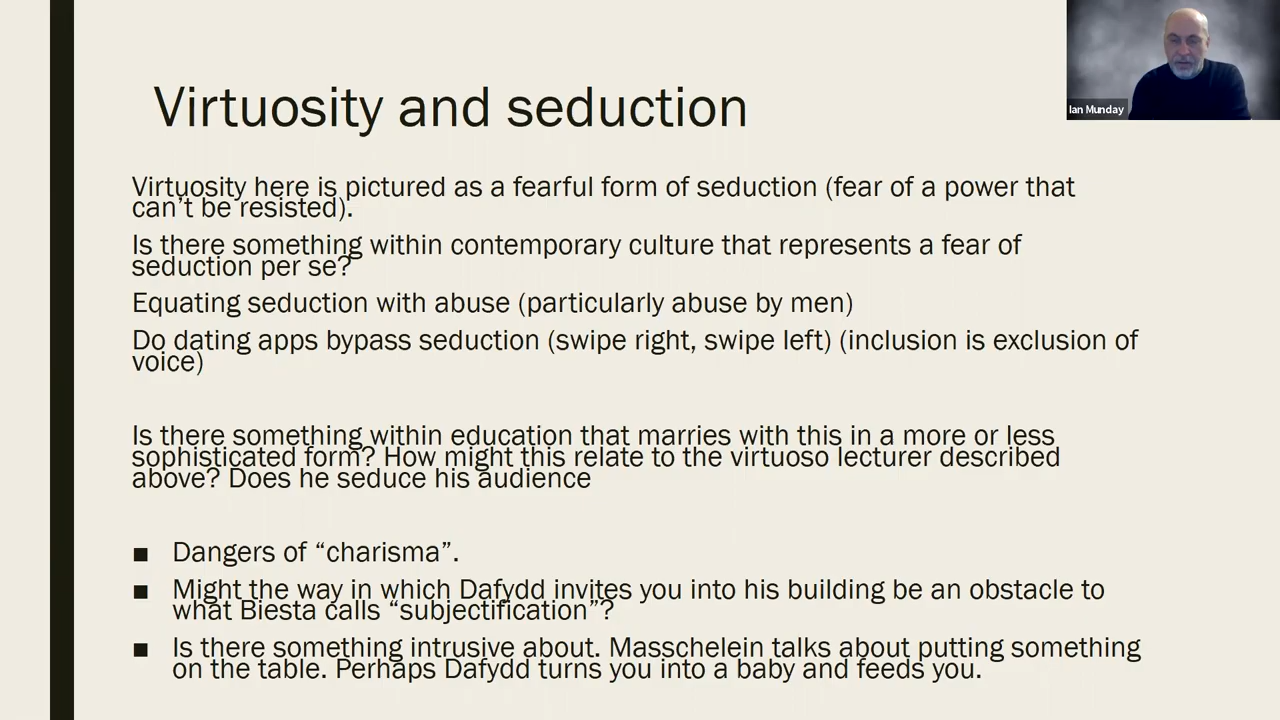 Ian Munday
Virtuosity and seduction
Virtuosity here is pictured as a fearful form of seduction (fear of a power that
can't be resisted).
Is there something within contemporary culture that represents a fear of
seduction per se?
Equating seduction with abuse (particularly abuse by men)
Do dating apps bypass seduction (swipe right, swipe left) (inclusion is exclusion of
voice)
Is there something within education that marries with this in a more or less
sophisticated form? How might this relate to the virtuoso lecturer described
above? Does he seduce his audience
■ Dangers of “charisma”.
■ Might the way in which Dafydd invites you into his building be an obstacle to
what Biesta calls “subjectification”?
■ Is there something intrusive about. Masschelein talks about putting something
on the table. Perhaps Dafydd turns you into a baby and feeds you.